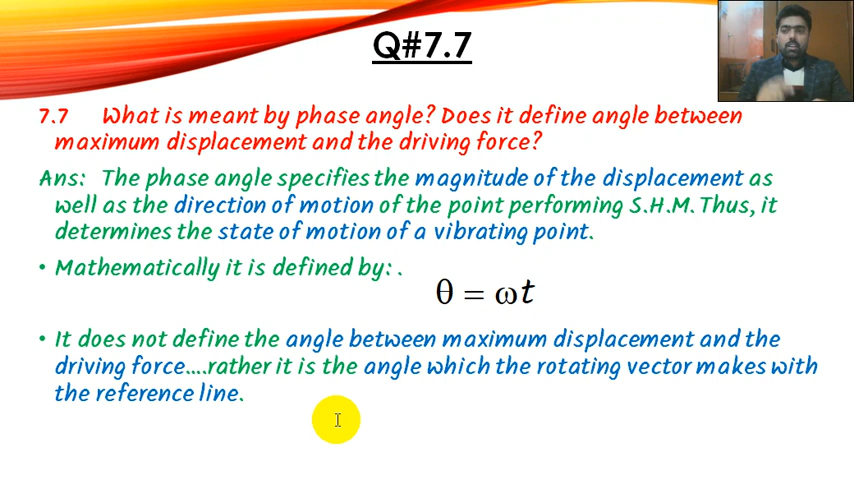 Q#7.7
7.7 What is meant by phase angle? Does it define angle between
maximum displacement and the driving force?
Ans: The phase angle specifies the magnitude of the displacement as
well as the direction of motion of the point performing S.H.M. Thus, it
determines the state of motion of a vibrating point.
• Mathematically it is defined by: .
θ = ωt
• It does not define the angle between maximum displacement and the
driving force....rather it is the angle which the rotating vector makes with
the reference line.